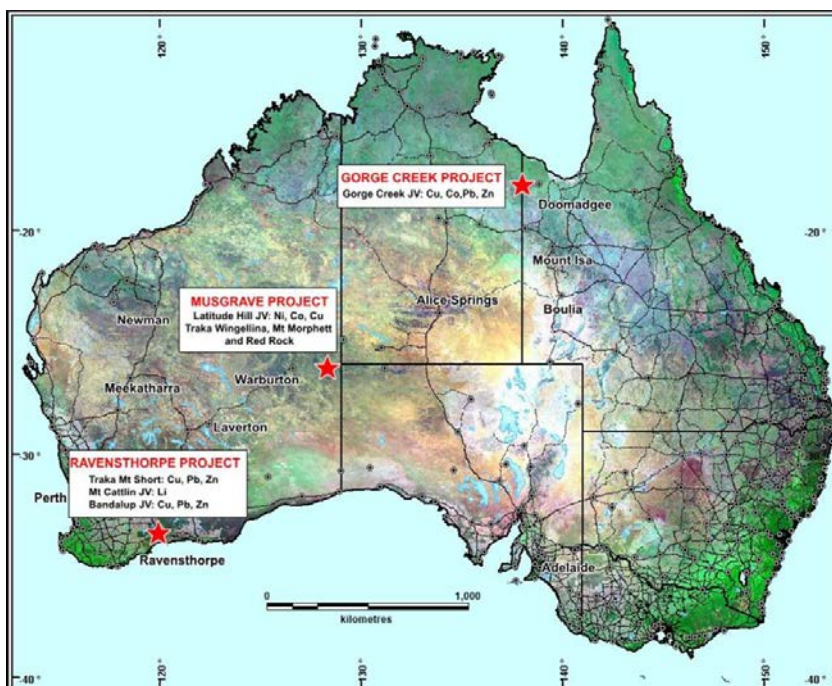 120 °
130 °
140 °
150 °
GORGE CREEK PROJECT
Gorge Creek JV: Cu, Co,Pb, Zn
Doomadgee
-20 °
-20 °
Mount Isa
MUSGRAVE PROJECT
Latitude Hill JV: Ni, Co, Cu
Traka Wingellina, Mt Morphett
and Red Rock
Alice Springs
Boulia
Newman
Meekatharra
Warburton
Laverton
-30 °
-30 °
RAVENSTHORPE PROJECT
Traka Mt Short: Cu, Pb, Zn
Mt Cattlin JV: Li
Bandalup JV: Cu, Pb, Zn
Perth
Ravensthorpe
Adelaide
0
1,000
kilometres
-40 °
-40 °
120 °
130 °
140 °
150 °